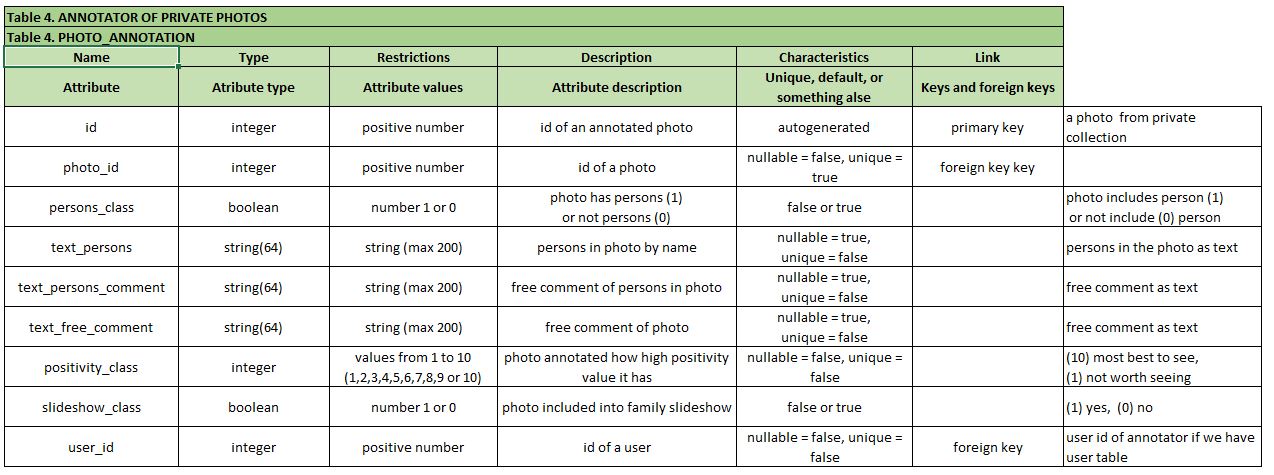 Table 4. ANNOTATOR OF PRIVATE PHOTOS
Table 4. PHOTO_ANNOTATION
Name Type Restrictions Description Characteristics Link
Attribute Atribute type Attribute values Attribute description Unique, default, or something alse Keys and foreign keys
id integer positive number id of an annotated photo autogenerated primary key a photo from private collection
photo_id integer positive number id of a photo nullable = false, unique = true foreign key key
persons_class boolean number 1 or 0 photo has persons (1) or not persons (0) false or true photo includes person (1) or not include (0) person
text_persons string(64) string (max 200) persons in photo by name nullable = true, unique = false persons in the photo as text
text_persons_comment string(64) string (max 200) free comment of persons in photo nullable = true, unique = false free comment as text
text_free_comment string(64) string (max 200) free comment of photo nullable = true, unique = false free comment as text
positivity_class integer values from 1 to 10 (1,2,3,4,5,6,7,8,9 or 10) photo annotated how high positivity value it has nullable = false, unique = false (10) most best to see, (1) not worth seeing
slideshow_class boolean number 1 or 0 photo included into family slideshow false or true (1) yes, (0) no
user_id integer positive number id of a user nullable = false, unique = false foreign key user id of annotator if we have user table